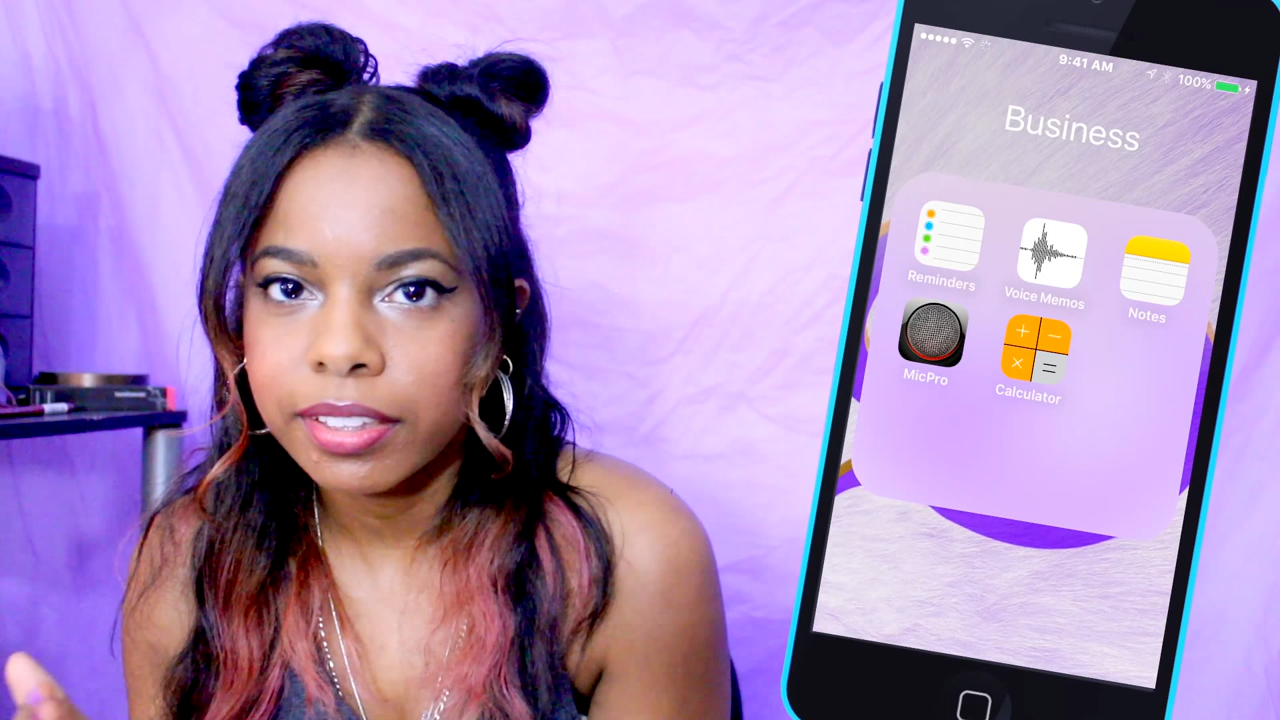 9:41 AM
100%
Business
Reminders
Voice Memos
Notes
MicPro
Calculator